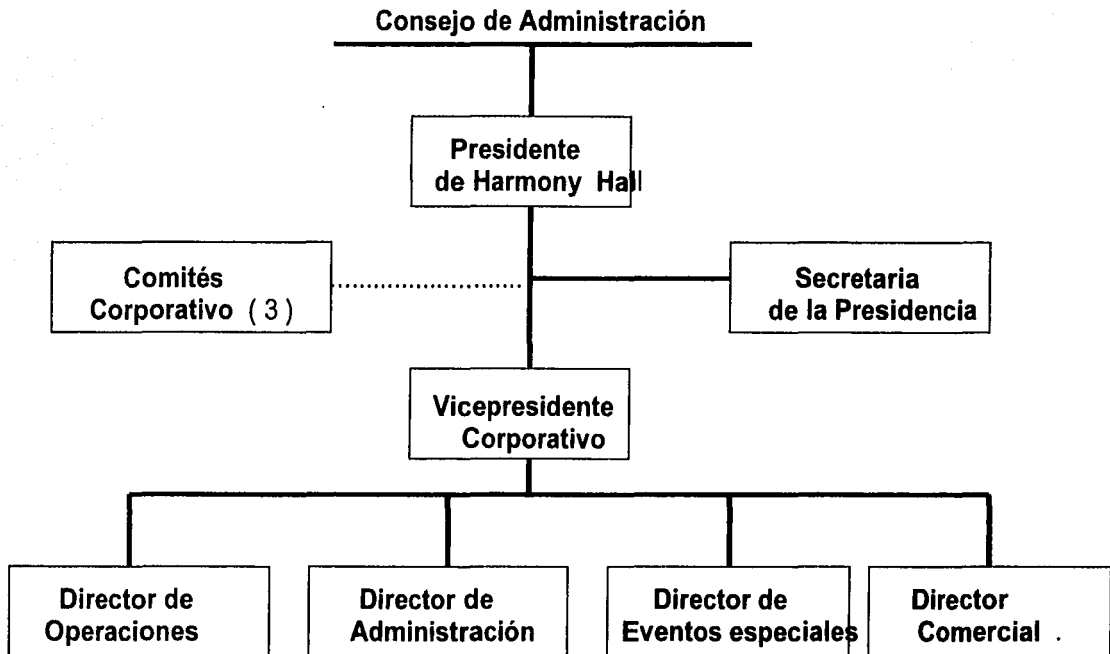 Consejo de Administración
Presidente
de Harmony Hall
Comités
Corporativo ( 3 )
Secretaria
de la Presidencia
Vicepresidente
Corporativo
Director de
Operaciones
Director de
Administración
Director de
Eventos especiales
Director
Comercial